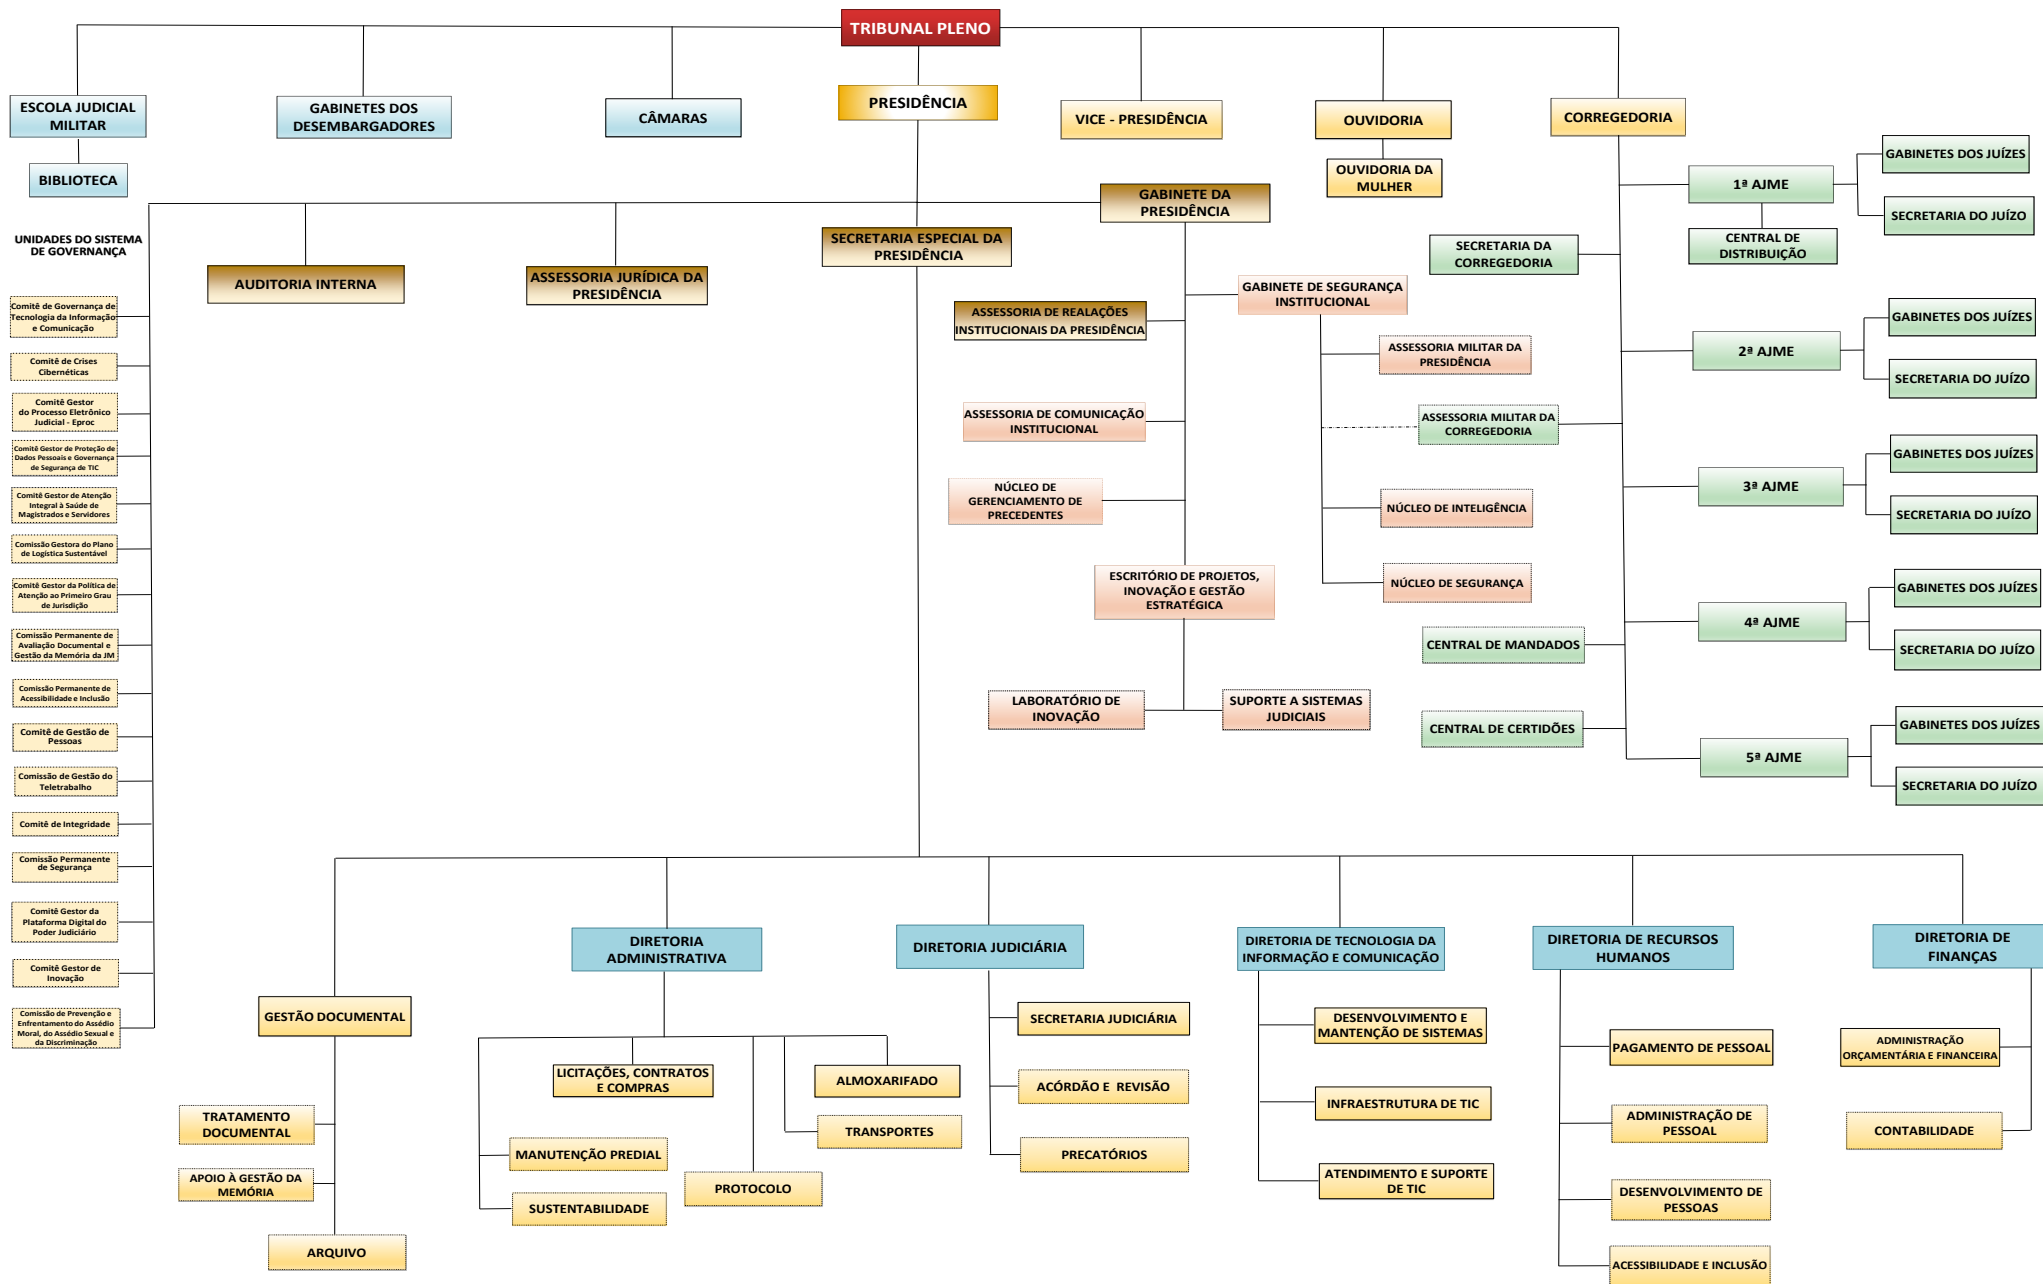 TRIBUNAL PLENO
ESCOLA JUDICIAL
MILITAR
BIBLIOTECA
GABINETES DOS
DESEMBARGADORES
CÂMARAS
PRESIDÊNCIA
VICE - PRESIDÊNCIA
OUVIDORIA
OUVIDORIA DA
MULHER
CORREGEDORIA
GABINETE DA
PRESIDÊNCIA
SECRETARIA ESPECIAL DA
PRESIDÊNCIA
AUDITORIA INTERNA
ASSESSORIA JURÍDICA DA
PRESIDÊNCIA
UNIDADES DO SISTEMA
DE GOVERNANÇA
Comitê de Governança de
Tecnologia da Informação
e Comunicação
Comitê de Crises
Cibernéticas
Comitê Gestor
do Processo Eletrônico
Judicial - Eproc
Comitê Gestor de Proteção de
Dados Pessoais e Governança
de Segurança de TIC
Comitê Gestor de Atenção
Integral à Saúde de
Magistrados e Servidores
Comissão Gestora do Plano
de Logística Sustentável
Comitê Gestor da Política de
Atenção ao Primeiro Grau
de Jurisdição
Comissão Permanente de
Avaliação Documental e
Gestão da Memória da JM
Comissão Permanente de
Acessibilidade e Inclusão
Comitê de Gestão de
Pessoas
Comissão de Gestão do
Teletrabalho
Comitê de Integridade
Comissão Permanente
de Segurança
Comitê Gestor da
Plataforma Digital do
Poder Judiciário
Comitê Gestor de
Inovação
Comissão de Prevenção e
Enfrentamento do Assédio
Moral, do Assédio Sexual e
da Discriminação
ASSESSORIA DE REALAÇÕES
INSTITUCIONAIS DA PRESIDÊNCIA
ASSESSORIA DE COMUNICAÇÃO
INSTITUCIONAL
NÚCLEO DE
GERENCIAMENTO DE
PRECEDENTES
ESCRITÓRIO DE PROJETOS,
INOVAÇÃO E GESTÃO
ESTRATÉGICA
LABORATÓRIO DE
INOVAÇÃO
SUPORTE A SISTEMAS
JUDICIAIS
GABINETE DE SEGURANÇA
INSTITUCIONAL
ASSESSORIA MILITAR DA
PRESIDÊNCIA
ASSESSORIA MILITAR DA
CORREGEDORIA
NÚCLEO DE INTELIGÊNCIA
NÚCLEO DE SEGURANÇA
SECRETARIA DA
CORREGEDORIA
CENTRAL DE MANDADOS
CENTRAL DE CERTIDÕES
1ª AJME
CENTRAL DE
DISTRIBUIÇÃO
GABINETES DOS JUÍZES
SECRETARIA DO JUÍZO
2ª AJME
GABINETES DOS JUÍZES
SECRETARIA DO JUÍZO
3ª AJME
GABINETES DOS JUÍZES
SECRETARIA DO JUÍZO
4ª AJME
GABINETES DOS JUÍZES
SECRETARIA DO JUÍZO
5ª AJME
GABINETES DOS JUÍZES
SECRETARIA DO JUÍZO
GESTÃO DOCUMENTAL
TRATAMENTO
DOCUMENTAL
APOIO À GESTÃO DA
MEMÓRIA
ARQUIVO
DIRETORIA
ADMINISTRATIVA
LICITAÇÕES, CONTRATOS
E COMPRAS
ALMOXARIFADO
TRANSPORTES
MANUTENÇÃO PREDIAL
PROTOCOLO
SUSTENTABILIDADE
DIRETORIA JUDICIÁRIA
SECRETARIA JUDICIÁRIA
ACÓRDÃO E REVISÃO
PRECATÓRIOS
DIRETORIA DE TECNOLOGIA DA
INFORMAÇÃO E COMUNICAÇÃO
DESENVOLVIMENTO E
MANTENÇÃO DE SISTEMAS
INFRAESTRUTURA DE TIC
ATENDIMENTO E SUPORTE
DE TIC
DIRETORIA DE RECURSOS
HUMANOS
PAGAMENTO DE PESSOAL
ADMINISTRAÇÃO DE
PESSOAL
DESENVOLVIMENTO DE
PESSOAS
ACESSIBILIDADE E INCLUSÃO
DIRETORIA DE
FINANÇAS
ADMINISTRAÇÃO
ORÇAMENTÁRIA E FINANCEIRA
CONTABILIDADE